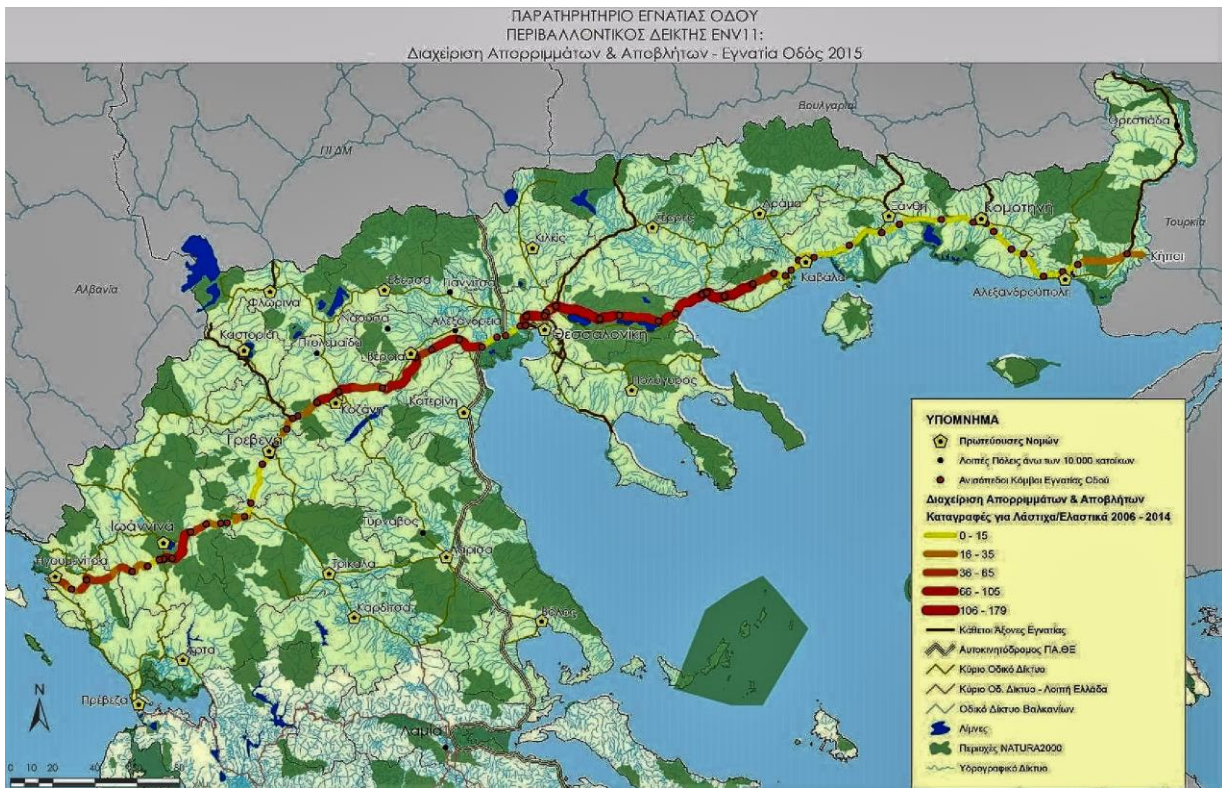 ΠΑΡΑΤΗΡΗΤΗΡΙΟ ΕΓΝΑΤΙΑΣ ΟΔΟΥ
ΠΕΡΙΒΑΛΛΟΝΤΙΚΟΣ ΔΕΙΚΤΗΣ ENV11:
Διαχείριση Απορριμμάτων & Αποβλήτων - Εγνατία Οδός 2015
Βουλγαρία
Ορεστιάδα
ΠΓΔΜ
Τουρκία
Αλβανία
Δράμα
Ξάνθη
Κομοτηνή
Σέρρες
Κιλκίς
Κήποι
Καβάλα
Αλεξανδρούπολη
Έδεσσα
Γιαννιτσά
Φλώρινα
Νάουσα
Αλεξάνδρεια
Θεσσαλονίκη
Καστοριά
Πτολεμαΐδα
Βέροια
Πολύγυρος
Κοζάνη
Κατερίνη
Γρεβενά
Ιωάννινα
Τύρναβος
Ηγουμενίτσα
Λάρισα
Τρίκαλα
Καρδίτσα
Βόλος
Άρτα
Πρέβεζα
Λαμία
N
0 10 20 30 40 50
ΥΠΟΜΝΗΜΑ
Πρωτεύουσες Νομών
Λοιπές Πόλεις άνω των 10.000 κατοίκων
Ανισόπεδοι Κόμβοι Εγνατίας Οδού
Διαχείριση Απορριμμάτων & Αποβλήτων
Καταγραφές για Λάστιχα/Ελαστικά 2006 - 2014
0 - 15
16 - 35
36 - 65
66 - 105
106 - 179
Κάθετοι Άξονες Εγνατίας
Αυτοκινητόδρομος ΠΑ.ΘΕ
Κύριο Οδικό Δίκτυο
Κύριο Οδ. Δίκτυο - Λοιπή Ελλάδα
Οδικό Δίκτυο Βαλκανίων
Λίμνες
Περιοχές NATURA2000
Υδρογραφικό Δίκτυο